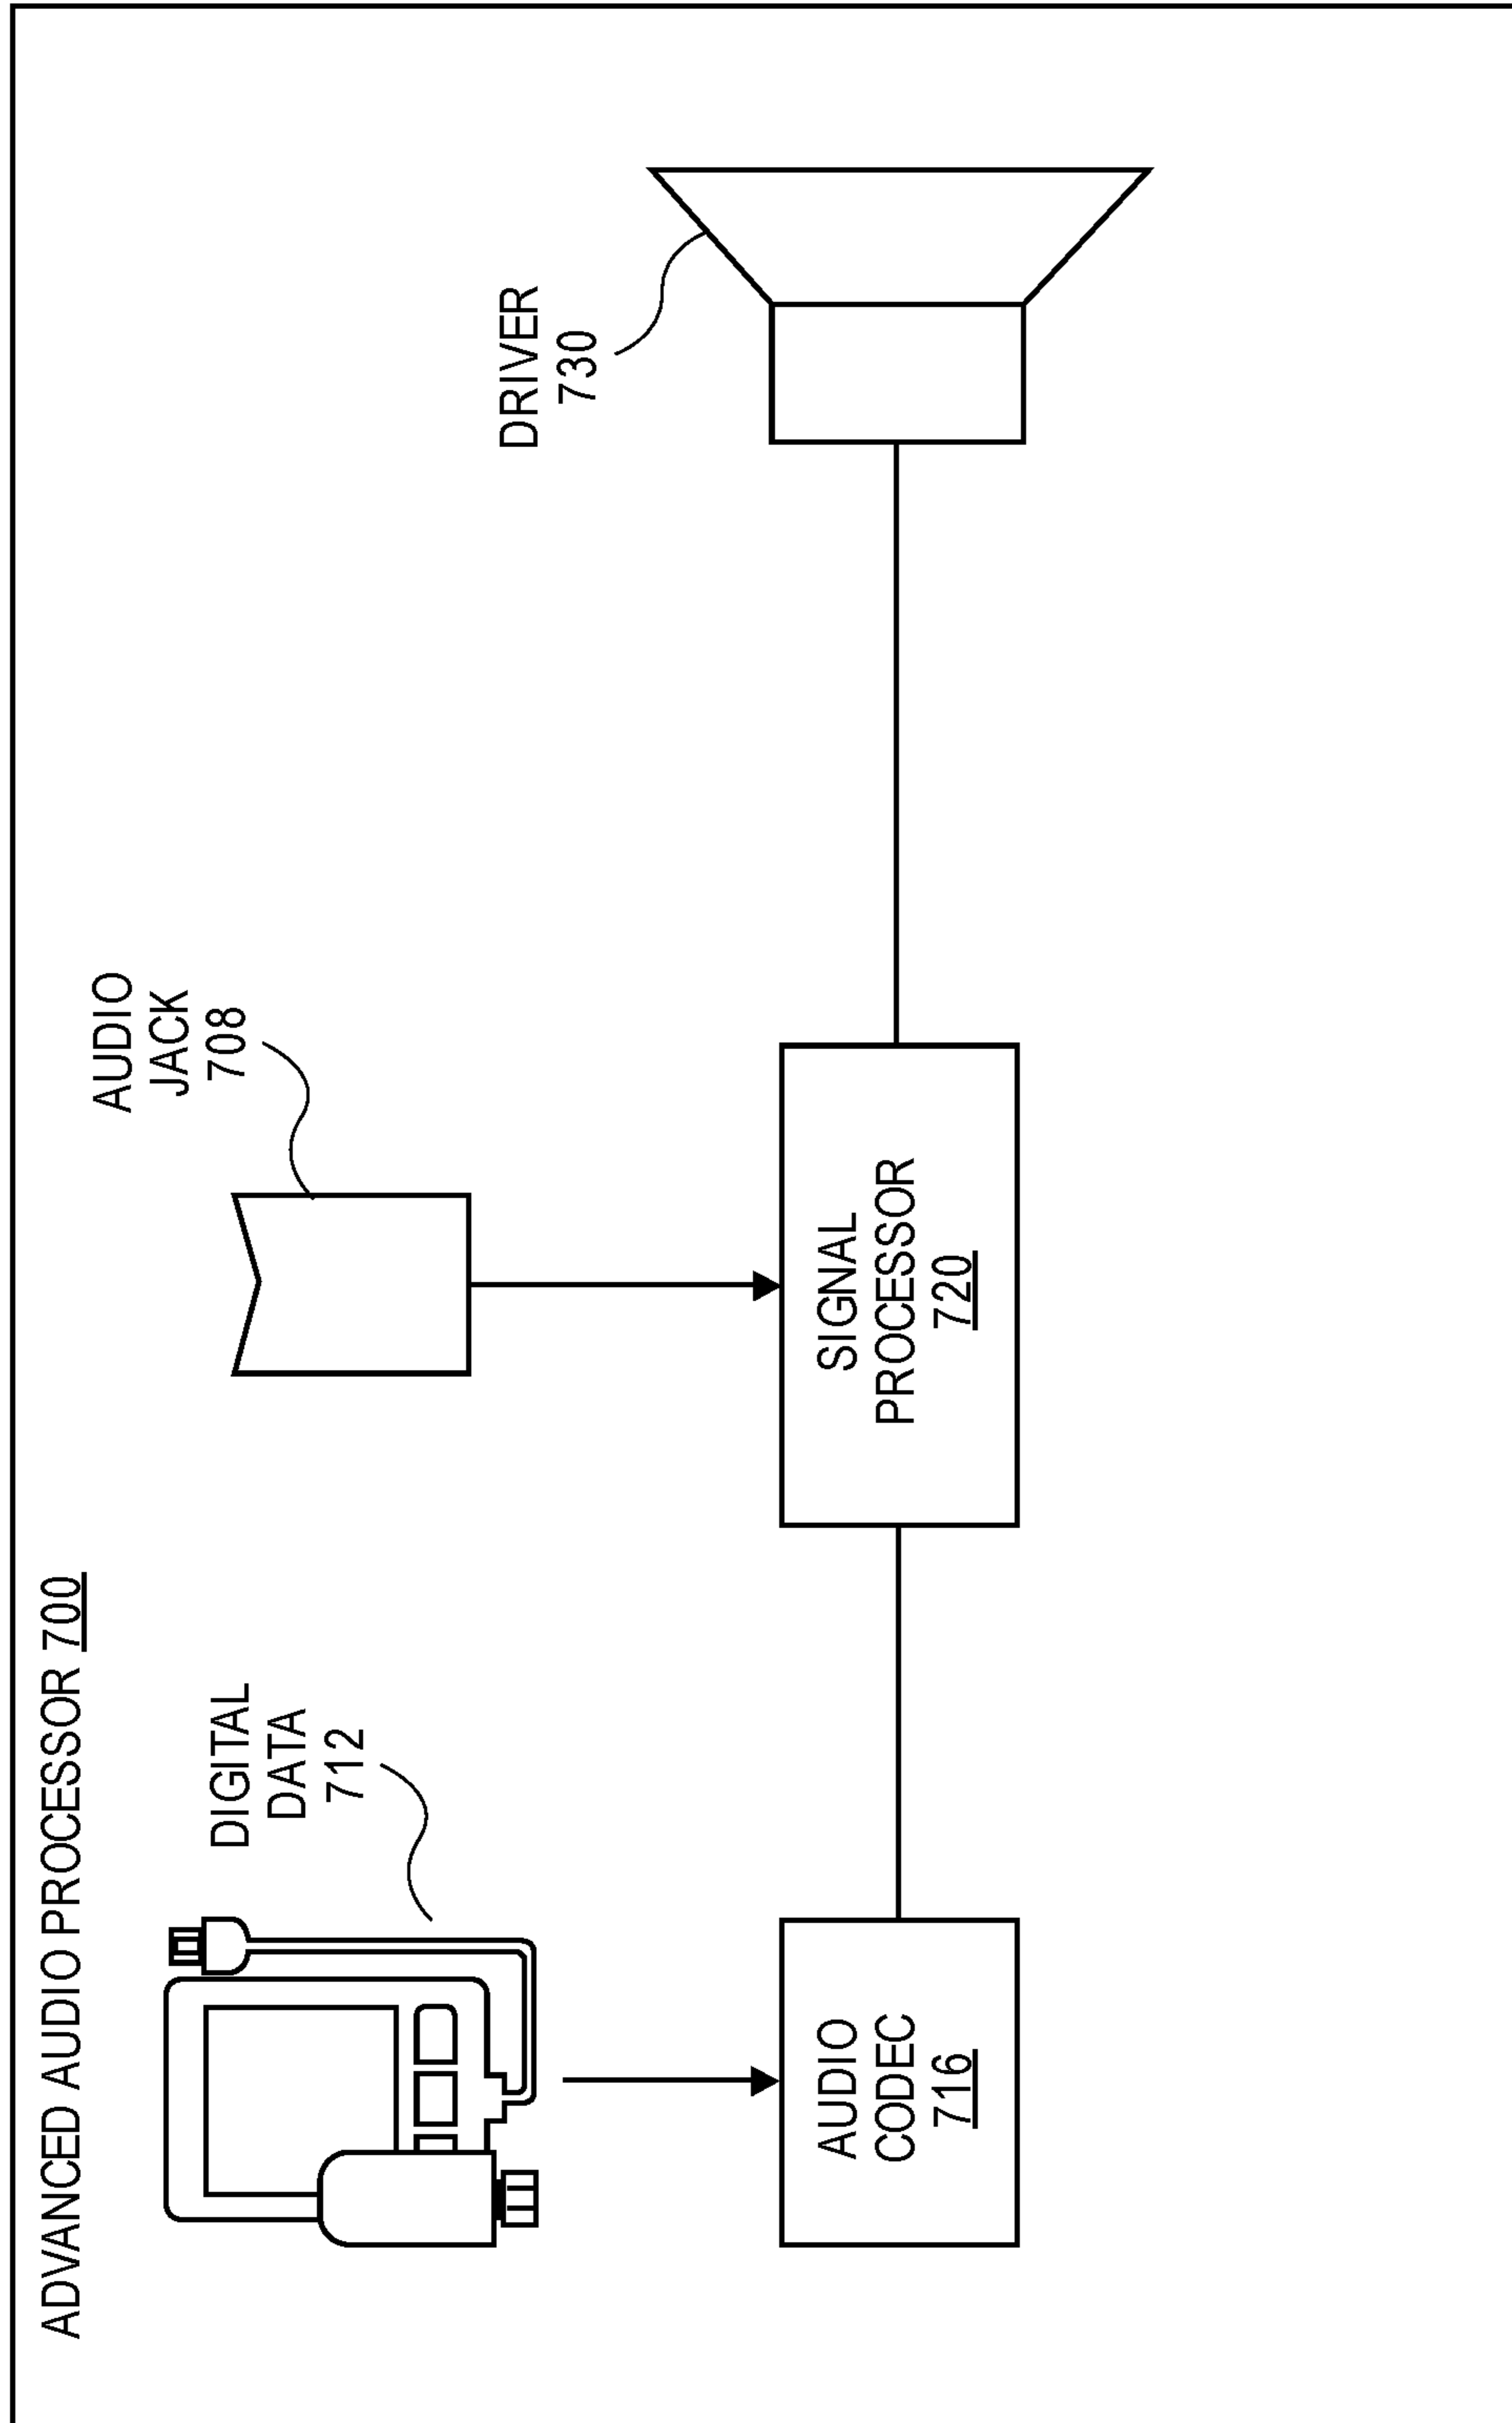 ADVANCED AUDIO PROCESSOR 700
DIGITAL
DATA
712
AUDIO
JACK
708
DRIVER
730
AUDIO
CODEC
716
SIGNAL
PROCESSOR
720